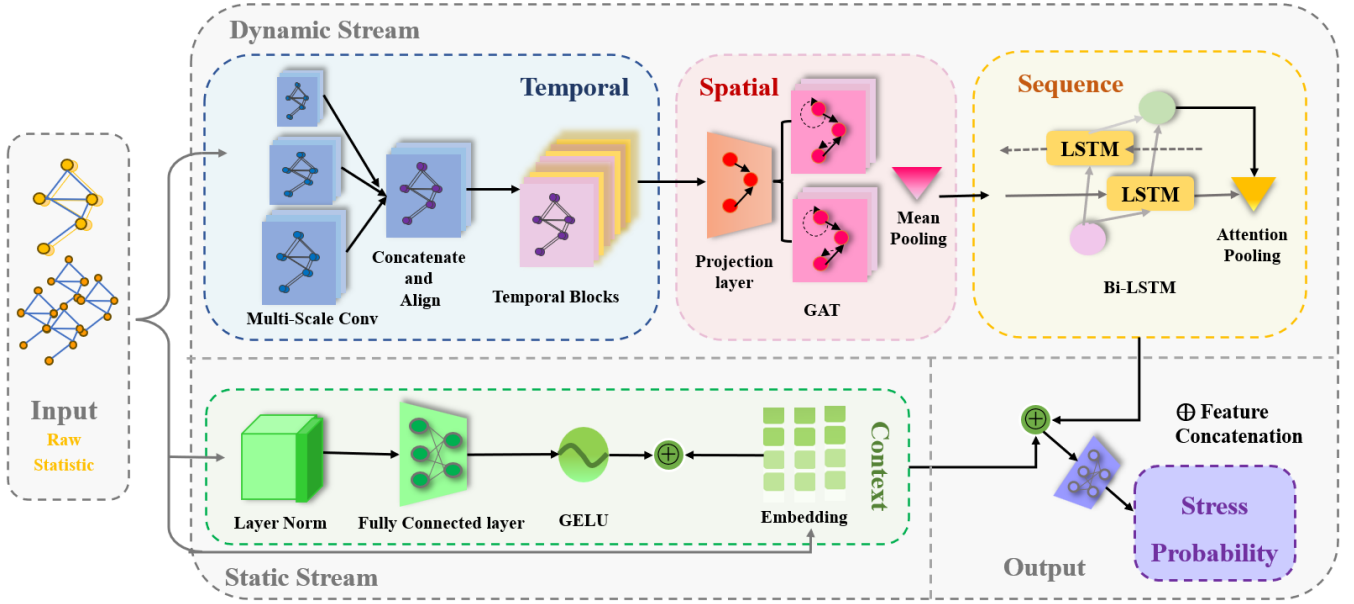 Dynamic Stream
Temporal
Multi-Scale Conv
Concatenate
and
Align
Temporal Blocks
Spatial
Projection
layer
GAT
Mean
Pooling
Sequence
LSTM
LSTM
Attention
Pooling
Bi-LSTM
Input
Raw
Statistic
Layer Norm
Fully Connected layer
GELU
Embedding
Context
Static Stream
⊕ Feature
Concatenation
Stress
Probability
Output